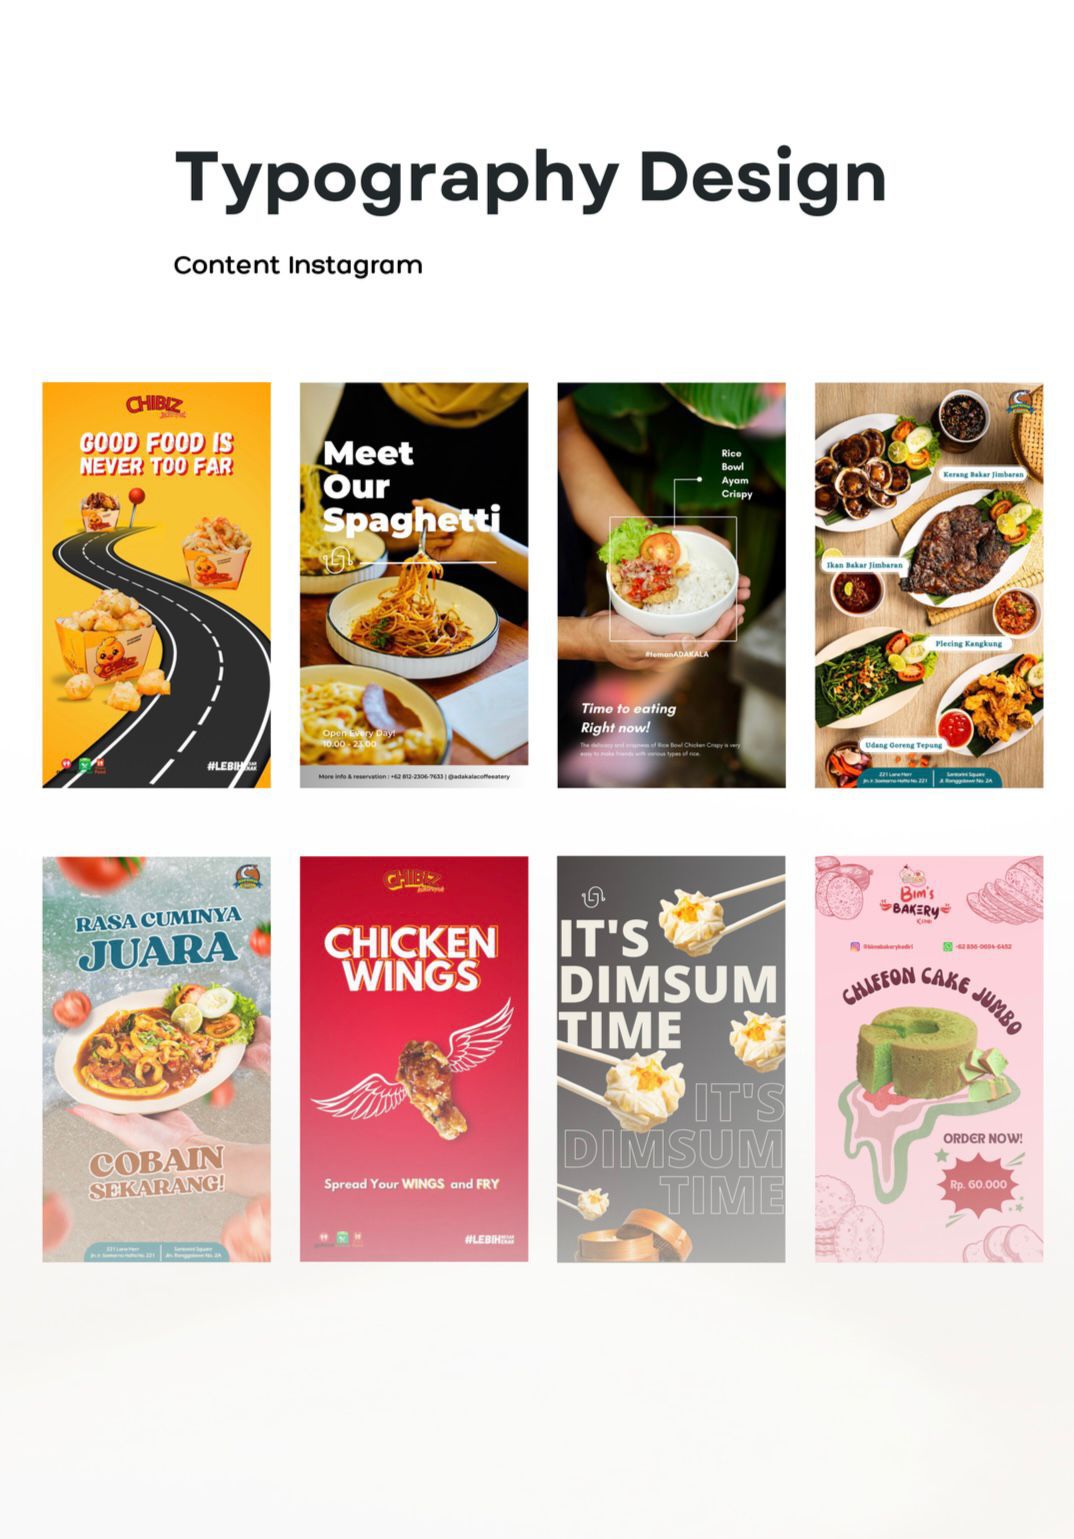 Typography Design
Content Instagram
CHIBIZ
GOOD FOOD IS
NEVER TOO FAR
#LEBIH
Meet
Our
Spaghetti
Open Every Day!
10.00 - 23.00
More info & reservation : +62 812-2306-7633 | @adakalacoffeeatery
Rice
Bowl
Ayam
Crispy
#temanADAKALA
Time to eating
Right now!
The delicacy and crispness of Rice Bowl Chicken Crispy is very
easy to make friends with various types of rice.
Kerang Bakar Jimbaran
Ikan Bakar Jimbaran
Plecing Kangkung
Udang Goreng Tepung
221 Lane Herr
Jln. Ir Soekarno Hatta No. 221
Santorini Square
Jl. Ronggolawe No. 2A
RASA CUMINYA
JUARA
COBAIN
SEKARANG!
221 Lane Herr
Jln. Ir Soekarno Hatta No. 221
Santorini Square
Jl. Ronggolawe No. 2A
CHIBIZ
CHICKEN
WINGS
Spread Your WINGS and FRY
#LEBIH
IT'S
DIMSUM
TIME
IT'S
DIMSUM
TIME
Bim's
BAKERY
KEDIRI
@bimsbakerykediri
+62 856-0604-6452
CHIFFON CAKE JUMBO
ORDER NOW!
Rp. 60.000